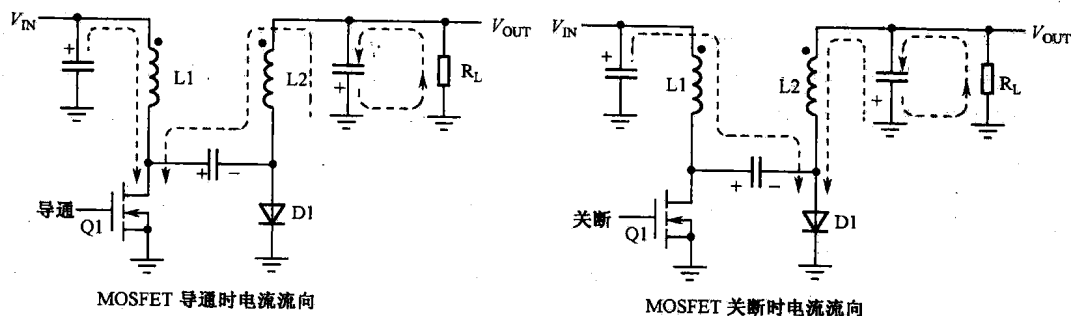 V_IN
L1
L2
V_OUT
R_L
+
+
+
−
导通
Q1
D1
MOSFET 导通时电流流向
V_IN
L1
L2
V_OUT
R_L
+
+
+
−
关断
Q1
D1
MOSFET 关断时电流流向